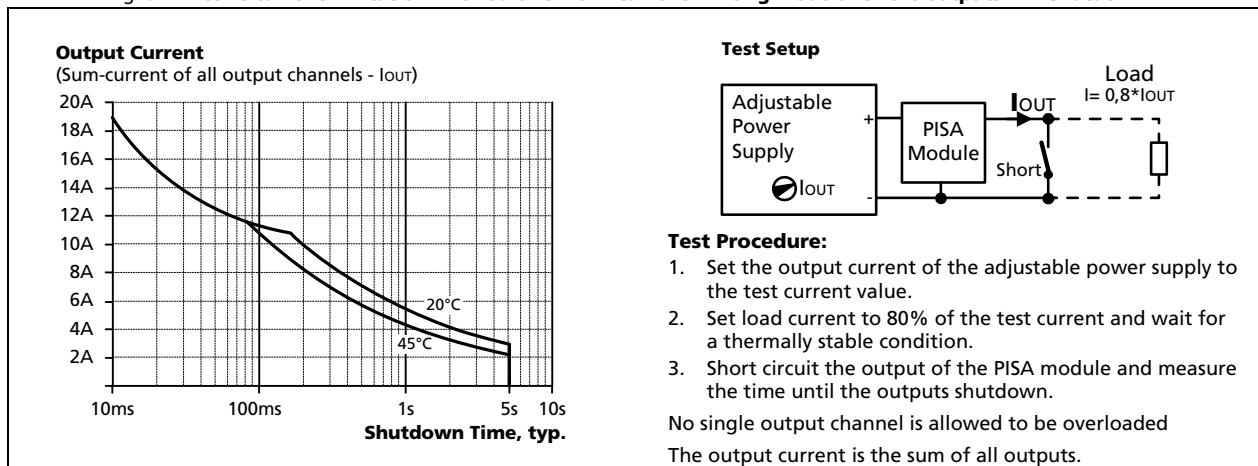 Output Current
(Sum-current of all output channels - IOUT)
20A
18A
16A
14A
12A
10A
8A
6A
4A
2A
20°C
45°C
10ms
100ms
1s
5s
10s
Shutdown Time, typ.
Test Setup
Adjustable
Power
Supply
IOUT
+
-
PISA
Module
IOUT
Short
Load
I= 0,8*IOUT
Test Procedure:
1. Set the output current of the adjustable power supply to
the test current value.
2. Set load current to 80% of the test current and wait for
a thermally stable condition.
3. Short circuit the output of the PISA module and measure
the time until the outputs shutdown.
No single output channel is allowed to be overloaded
The output current is the sum of all outputs.